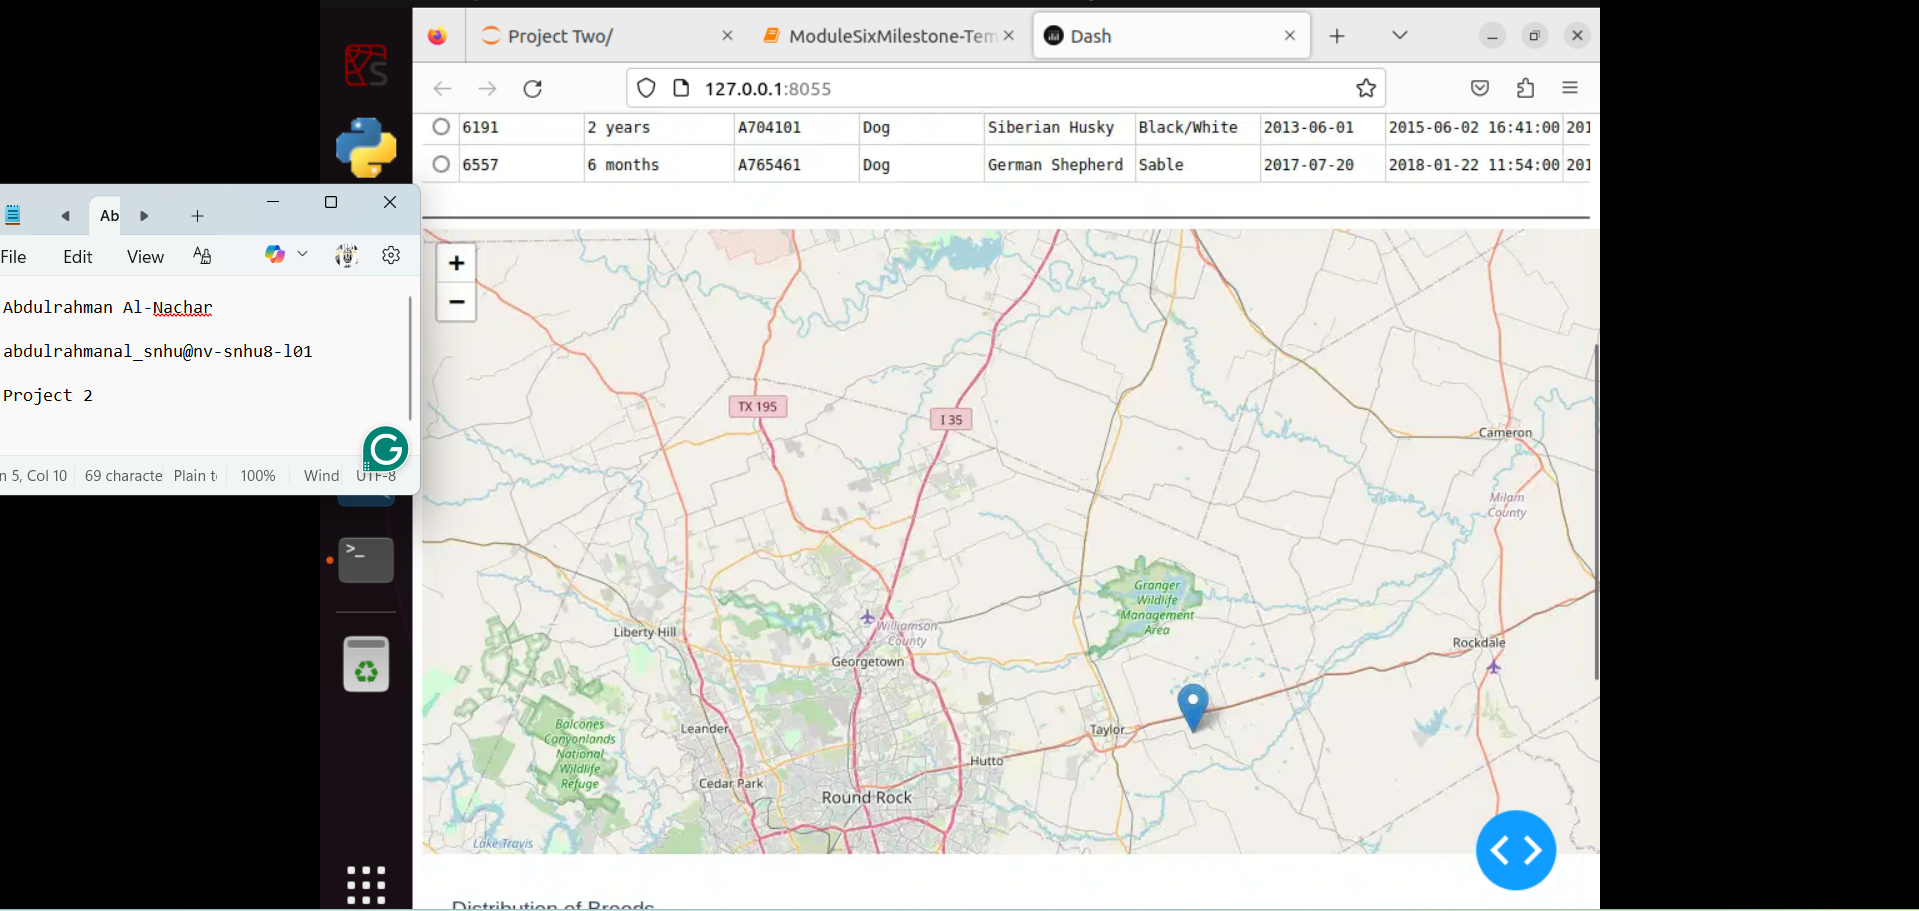 Project Two/
ModuleSixMilestone-Tem
Dash
127.0.0.1:8055
6191 2 years A704101 Dog Siberian Husky Black/White 2013-06-01 2015-06-02 16:41:00 201
6557 6 months A765461 Dog German Shepherd Sable 2017-07-20 2018-01-22 11:54:00 201
Ab
File Edit View
Abdulrahman Al-Nachar
abdulrahmanal_snhu@nv-snhu8-l01
Project 2
n 5, Col 10 69 characte Plain t 100% Wind UTF-8
+
−
TX 195
I 35
Cameron
Milam
County
Granger
Wildlife
Management
Area
Liberty Hill
Williamson
County
Georgetown
Rockdale
Balcones
Canyonlands
National
Wildlife
Refuge
Leander
Taylor
Hutto
Cedar Park
Round Rock
Lake Travis
Distribution of Breeds